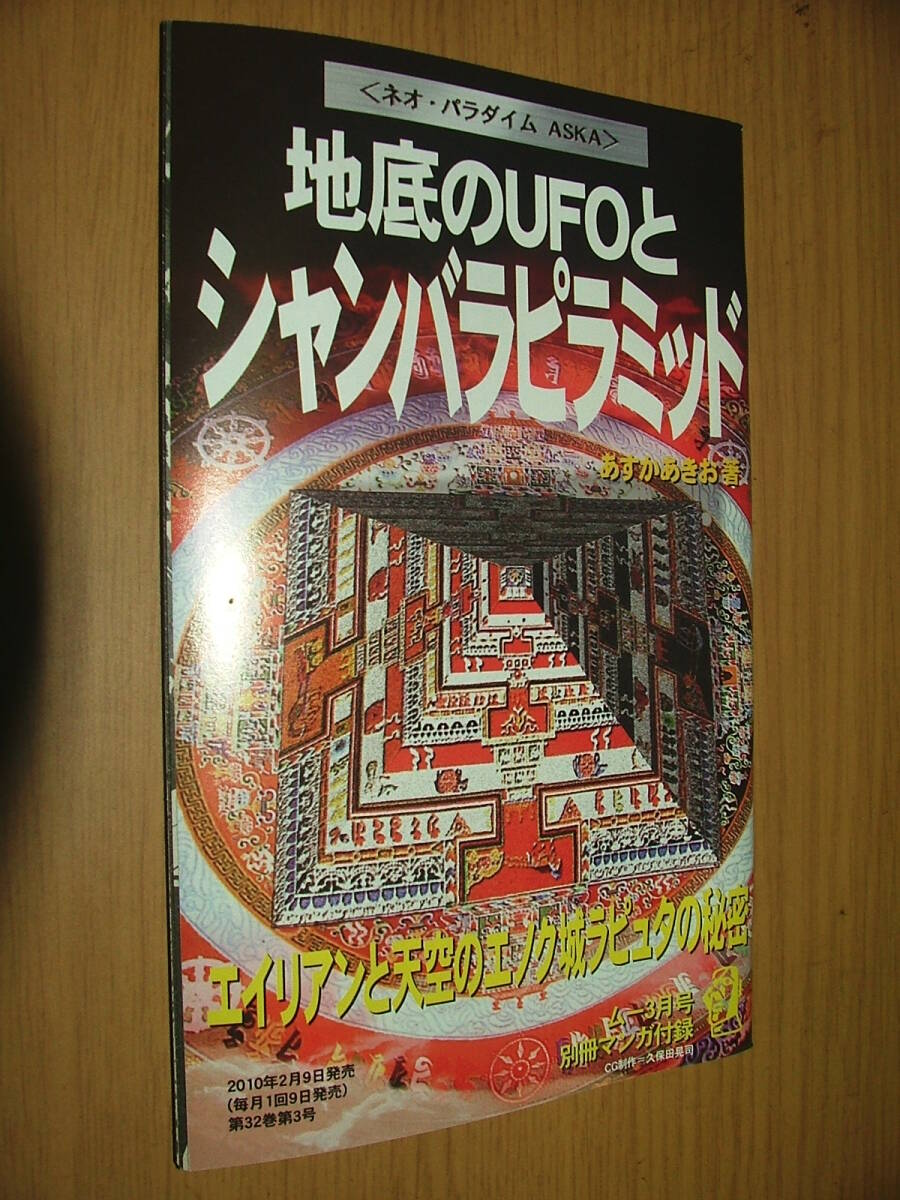 <ネオ・パラダイム ASKA>
地底のUFOと
シャンバラピラミッド
あすかあきお 著
エイリアンと天空のエノク城ラピュタの秘密
ムー3月号
別冊マンガ付録
CG制作=久保田晃司
2010年2月9日発売
(毎月1回9日発売)
第32巻第3号